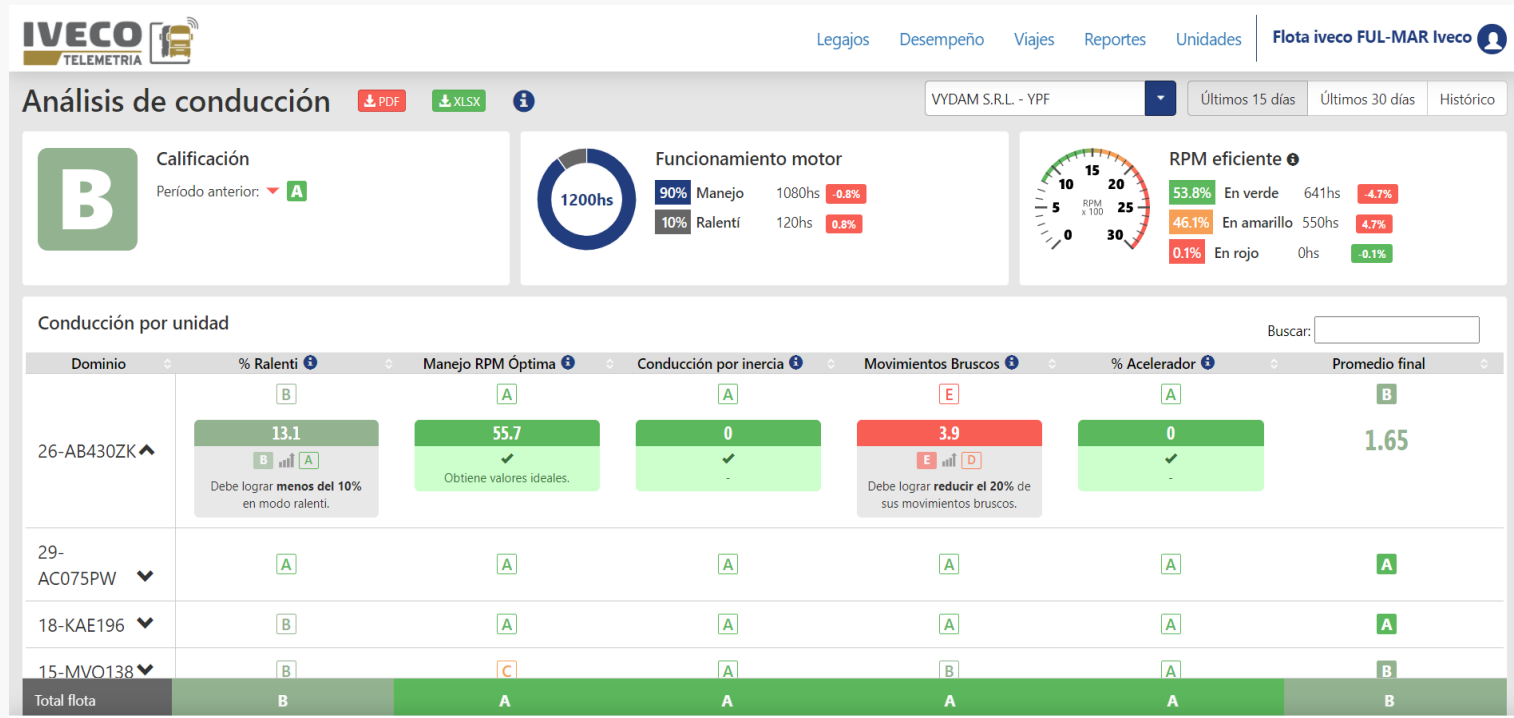 IVECO
TELEMETRIA
Legajos Desempeño Viajes Reportes Unidades Flota iveco FUL-MAR Iveco
Análisis de conducción PDF XLSX
VYDAM S.R.L. - YPF Últimos 15 días Últimos 30 días Histórico
B
Calificación
Período anterior: A
1200hs
Funcionamiento motor
90% Manejo 1080hs -0.8%
10% Ralentí 120hs 0.8%
0 5 10 15 20 25 30
RPM
x 100
RPM eficiente
53.8% En verde 641hs -4.7%
46.1% En amarillo 550hs 4.7%
0.1% En rojo 0hs -0.1%
Conducción por unidad
Buscar:
Dominio % Ralenti Manejo RPM Óptima Conducción por inercia Movimientos Bruscos % Acelerador Promedio final
26-AB430ZK
B A A E A B
13.1 55.7 0 3.9 0 1.65
B A
Debe lograr menos del 10%
en modo ralenti.
Obtiene valores ideales.
-
E D
Debe lograr reducir el 20% de
sus movimientos bruscos.
-
29-
AC075PW
A A A A A A
18-KAE196 B A A A A A
15-MVO138 B C A B A B
Total flota B A A A A B